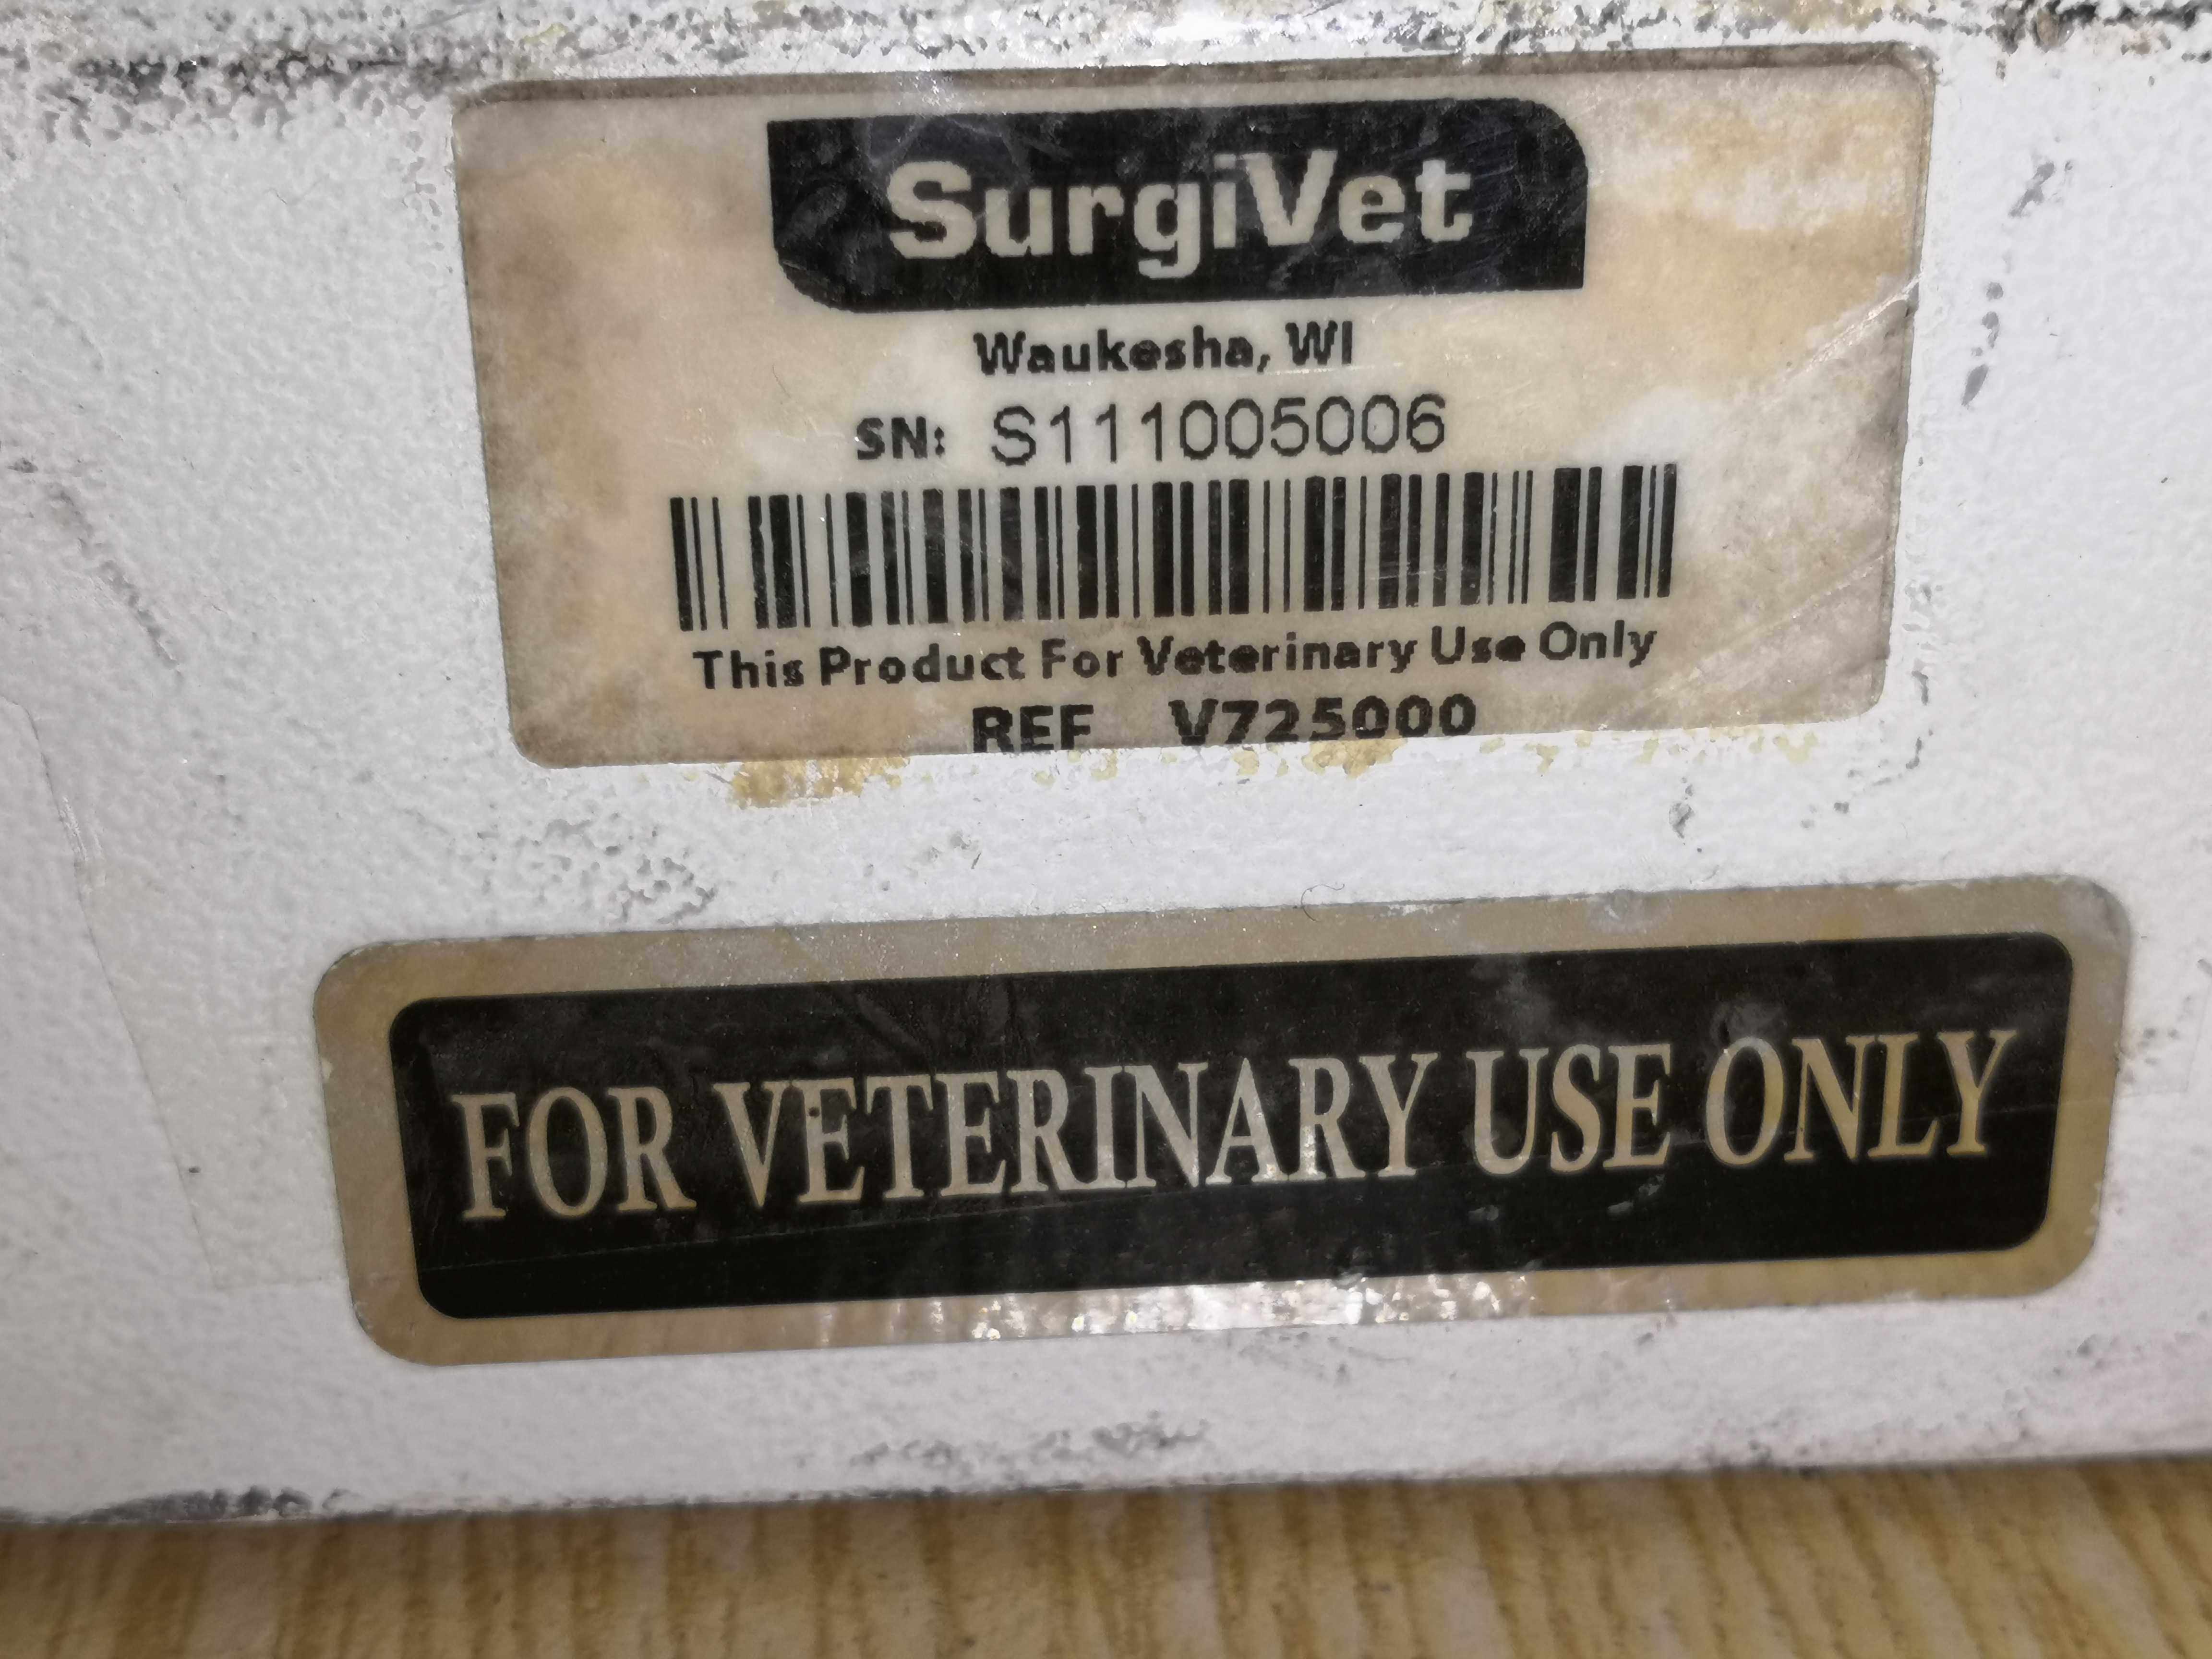 SurgiVet
Waukesha, WI
SN: S111005006
This Product For Veterinary Use Only
REF V725000
FOR VETERINARY USE ONLY